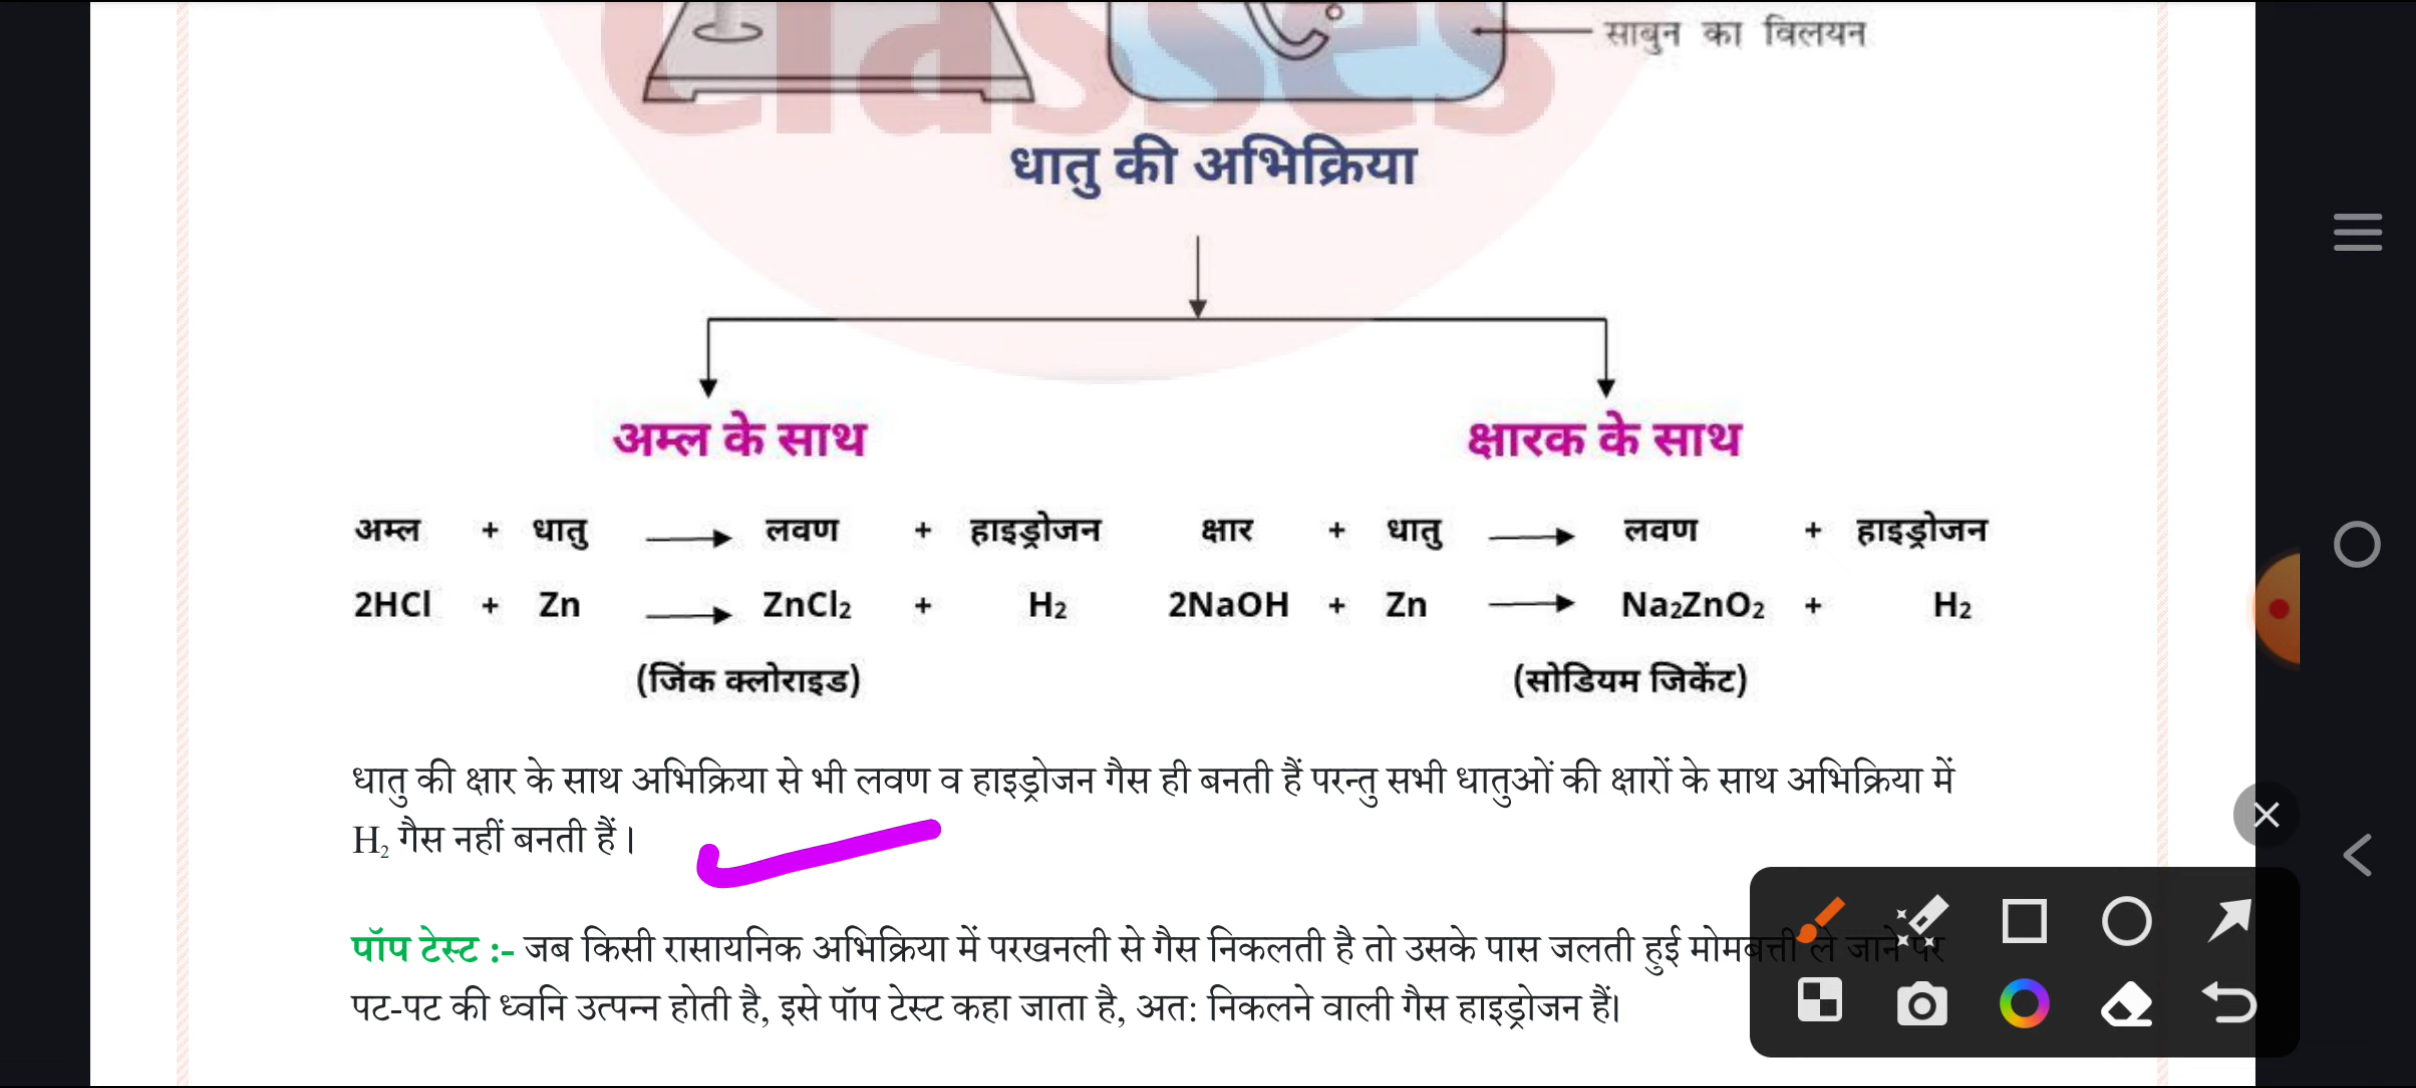 classes
साबुन का विलयन
धातु की अभिक्रिया
अम्ल के साथ
क्षारक के साथ
अम्ल + धातु → लवण + हाइड्रोजन
क्षार + धातु → लवण + हाइड्रोजन
2HCl + Zn → ZnCl₂ + H₂
2NaOH + Zn → Na₂ZnO₂ + H₂
(जिंक क्लोराइड)
(सोडियम जिकेंट)
धातु की क्षार के साथ अभिक्रिया से भी लवण व हाइड्रोजन गैस ही बनती हैं परन्तु सभी धातुओं की क्षारों के साथ अभिक्रिया में
H₂ गैस नहीं बनती हैं।
पॉप टेस्ट :- जब किसी रासायनिक अभिक्रिया में परखनली से गैस निकलती है तो उसके पास जलती हुई मोमबत्ती ले जाने पर
पट-पट की ध्वनि उत्पन्न होती है, इसे पॉप टेस्ट कहा जाता है, अत: निकलने वाली गैस हाइड्रोजन हैं।